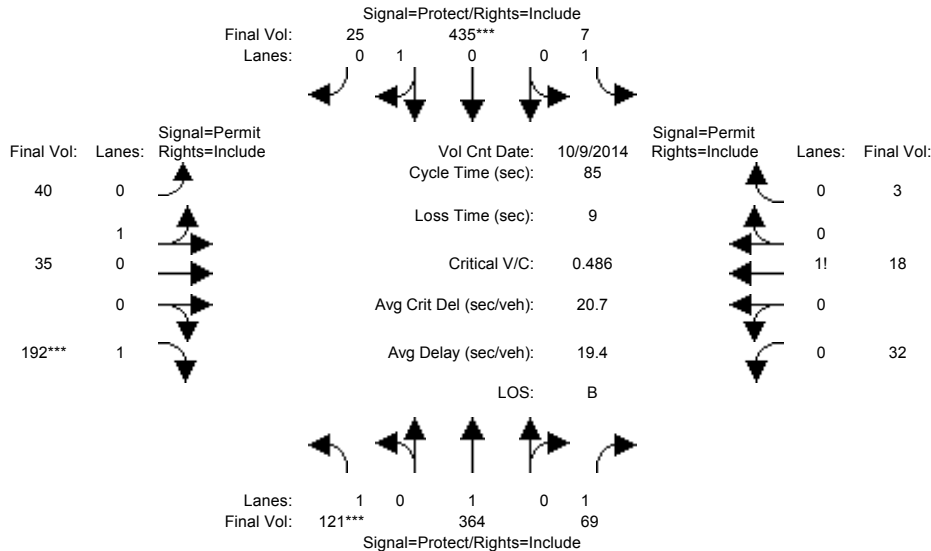 Signal=Protect/Rights=Include
Final Vol: 25 435*** 7
Lanes: 0 1 0 0 1
Signal=Permit Signal=Permit
Final Vol: Lanes: Rights=Include Vol Cnt Date: 10/9/2014 Rights=Include Lanes: Final Vol:
Cycle Time (sec): 85
40 0 0 3
Loss Time (sec): 9
1 0
35 0 Critical V/C: 0.486 1! 18
0 Avg Crit Del (sec/veh): 20.7 0
192*** 1 Avg Delay (sec/veh): 19.4 0 32
LOS: B
Lanes: 1 0 1 0 1
Final Vol: 121*** 364 69
Signal=Protect/Rights=Include